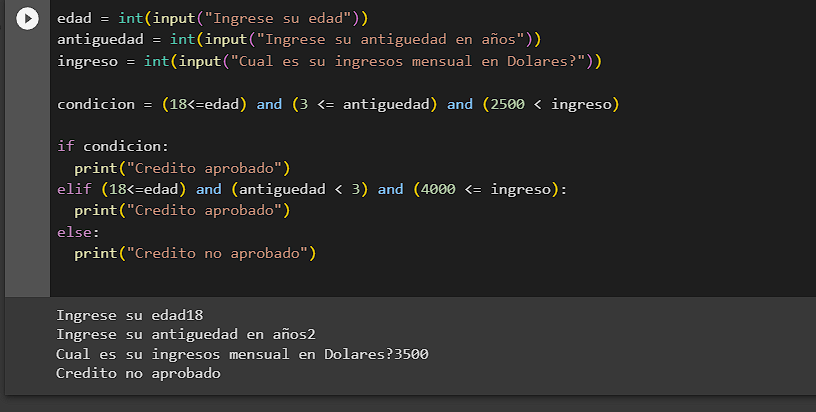 edad = int(input("Ingrese su edad"))
antiguedad = int(input("Ingrese su antiguedad en años"))
ingreso = int(input("Cual es su ingresos mensual en Dolares?"))
condicion = (18<=edad) and (3 <= antiguedad) and (2500 < ingreso)
if condicion:
  print("Credito aprobado")
elif (18<=edad) and (antiguedad < 3) and (4000 <= ingreso):
  print("Credito aprobado")
else:
  print("Credito no aprobado")
Ingrese su edad18
Ingrese su antiguedad en años2
Cual es su ingresos mensual en Dolares?3500
Credito no aprobado